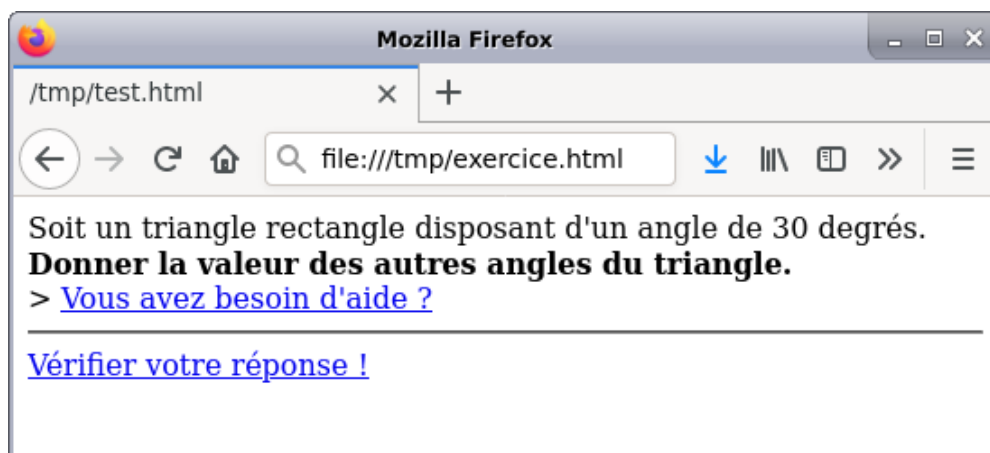 Mozilla Firefox
/tmp/test.html
file:///tmp/exercice.html
Soit un triangle rectangle disposant d'un angle de 30 degrés.
Donner la valeur des autres angles du triangle.
> Vous avez besoin d'aide ?
Vérifier votre réponse !